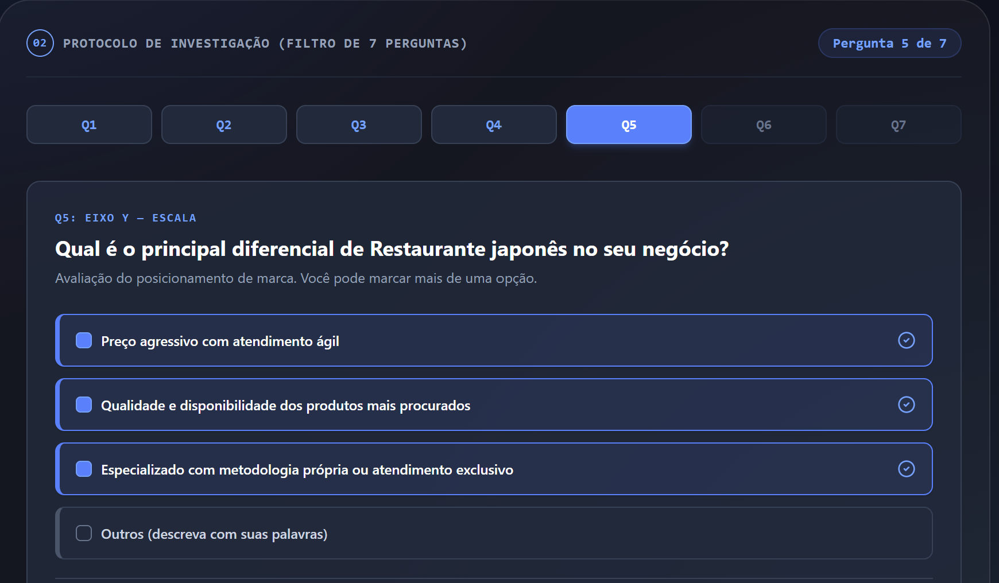 02
PROTOCOLO DE INVESTIGAÇÃO (FILTRO DE 7 PERGUNTAS)
Pergunta 5 de 7
Q1
Q2
Q3
Q4
Q5
Q6
Q7
Q5: EIXO Y — ESCALA
Qual é o principal diferencial de Restaurante japonês no seu negócio?
Avaliação do posicionamento de marca. Você pode marcar mais de uma opção.
Preço agressivo com atendimento ágil
Qualidade e disponibilidade dos produtos mais procurados
Especializado com metodologia própria ou atendimento exclusivo
Outros (descreva com suas palavras)